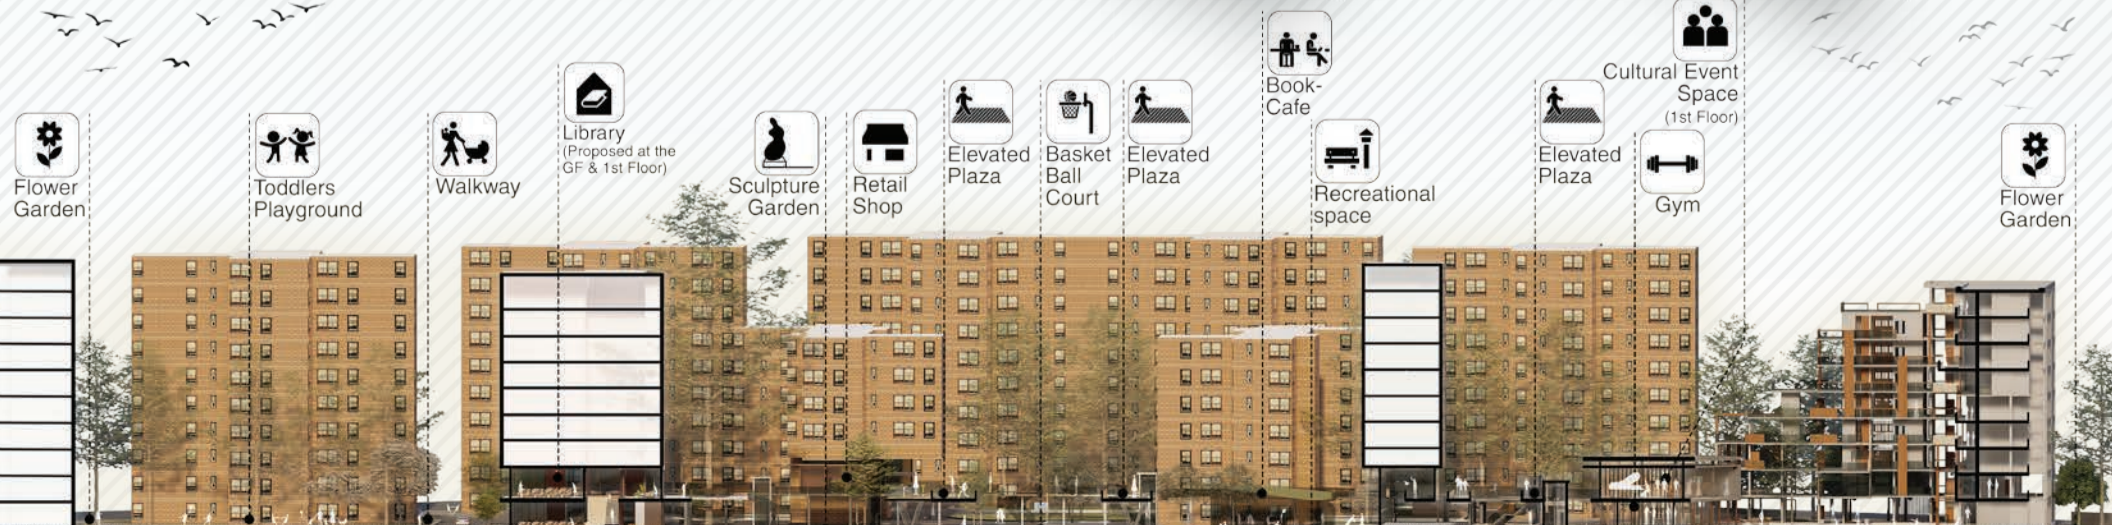 Flower
Garden
Toddlers
Playground
Walkway
Library
(Proposed at the
GF & 1st Floor)
Sculpture
Garden
Retail
Shop
Elevated
Plaza
Basket
Ball
Court
Elevated
Plaza
Book-
Cafe
Recreational
space
Elevated
Plaza
Cultural Event
Space
(1st Floor)
Gym
Flower
Garden